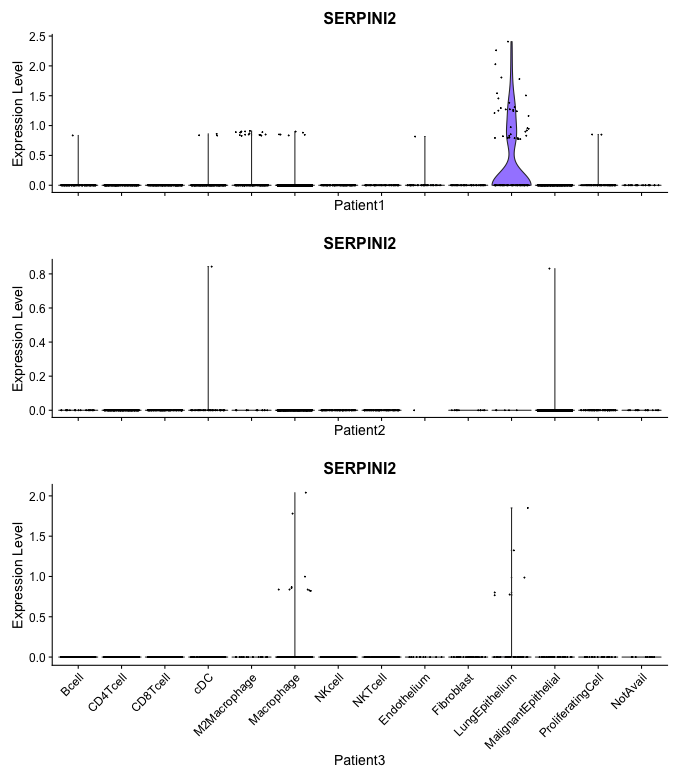 SERPINI2
Expression Level
2.5
2.0
1.5
1.0
0.5
0.0
Patient1
SERPINI2
Expression Level
0.8
0.6
0.4
0.2
0.0
Patient2
SERPINI2
Expression Level
2.0
1.5
1.0
0.5
0.0
Bcell
CD4Tcell
CD8Tcell
cDC
M2Macrophage
Macrophage
NKcell
NKTcell
Endothelium
Fibroblast
LungEpithelium
MalignantEpithelial
ProliferatingCell
NotAvail
Patient3